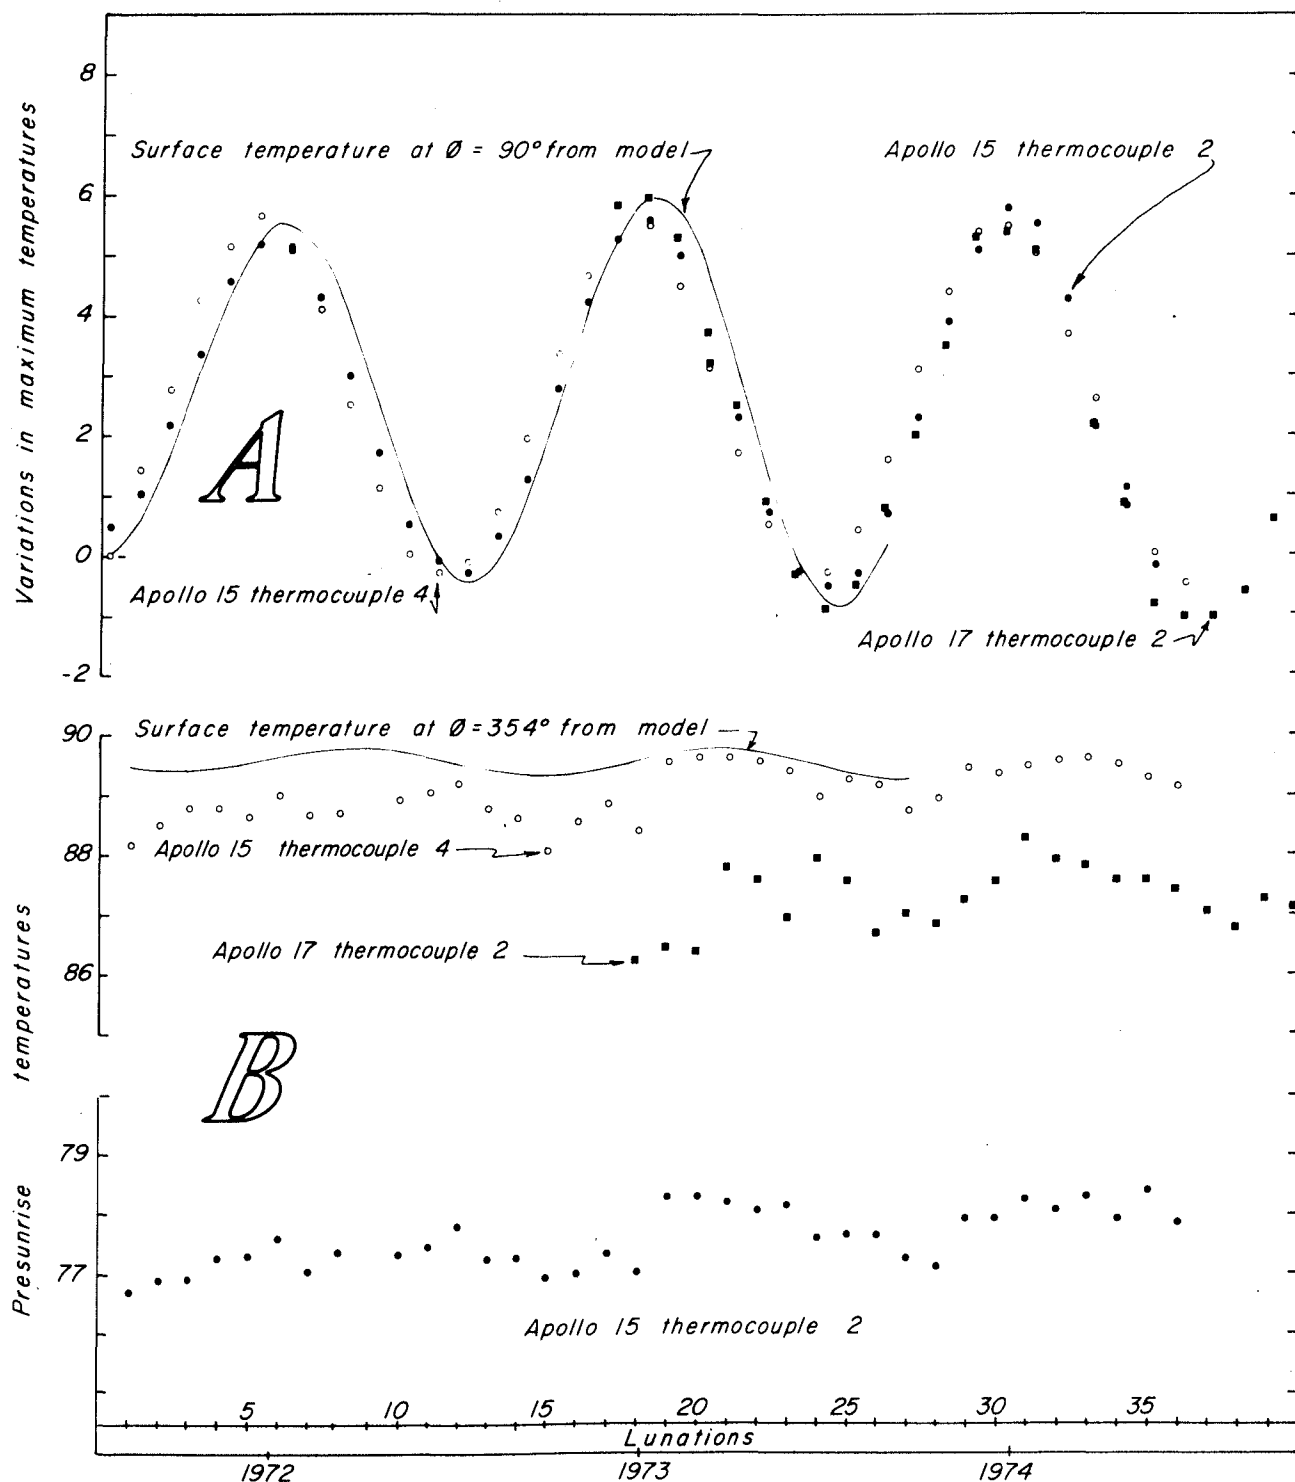 8
Surface temperature at Ø = 90° from model
Apollo 15 thermocouple 2
6
4
2
A
0
Apollo 15 thermocouple 4
Apollo 17 thermocouple 2
-2
Variations in maximum temperatures
90
Surface temperature at Ø = 354° from model
88
Apollo 15 thermocouple 4
Apollo 17 thermocouple 2
86
B
79
77
Apollo 15 thermocouple 2
Presunrise temperatures
5 10 15 20 25 30 35
Lunations
1972 1973 1974